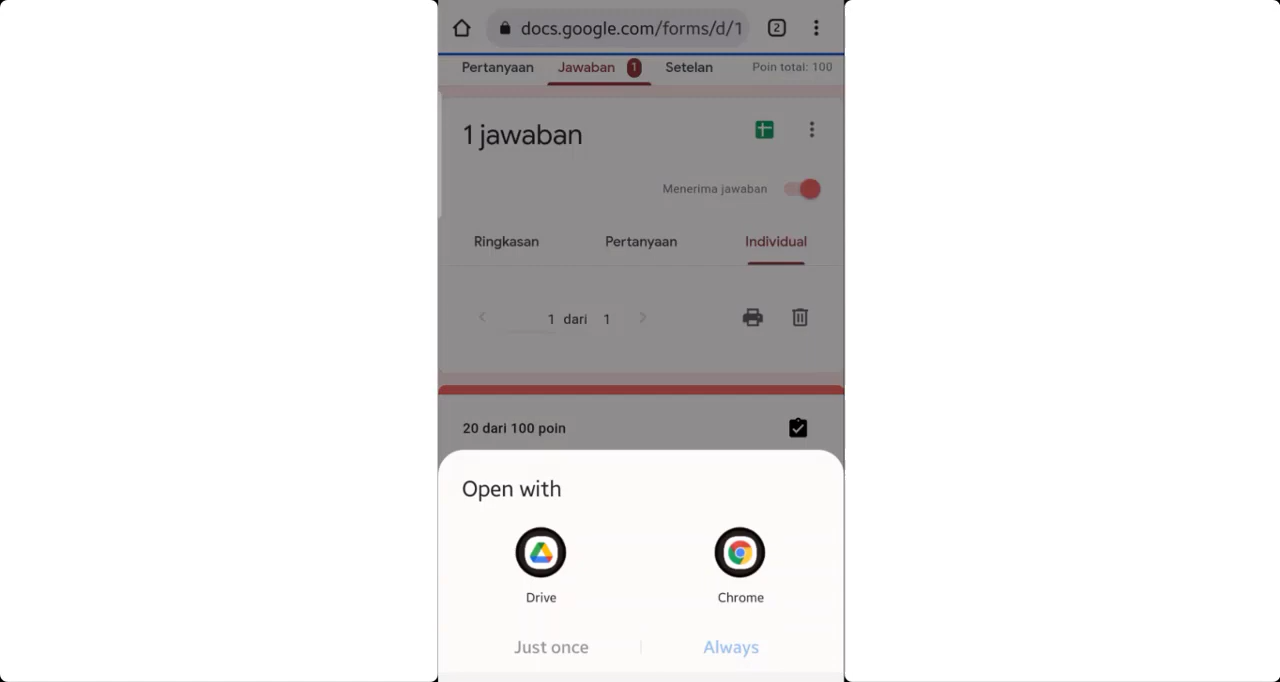 docs.google.com/forms/d/1 2
Pertanyaan Jawaban 1 Setelan Poin total: 100
1 jawaban
Menerima jawaban
Ringkasan Pertanyaan Individual
1 dari 1
20 dari 100 poin
Open with
Drive Chrome
Just once Always